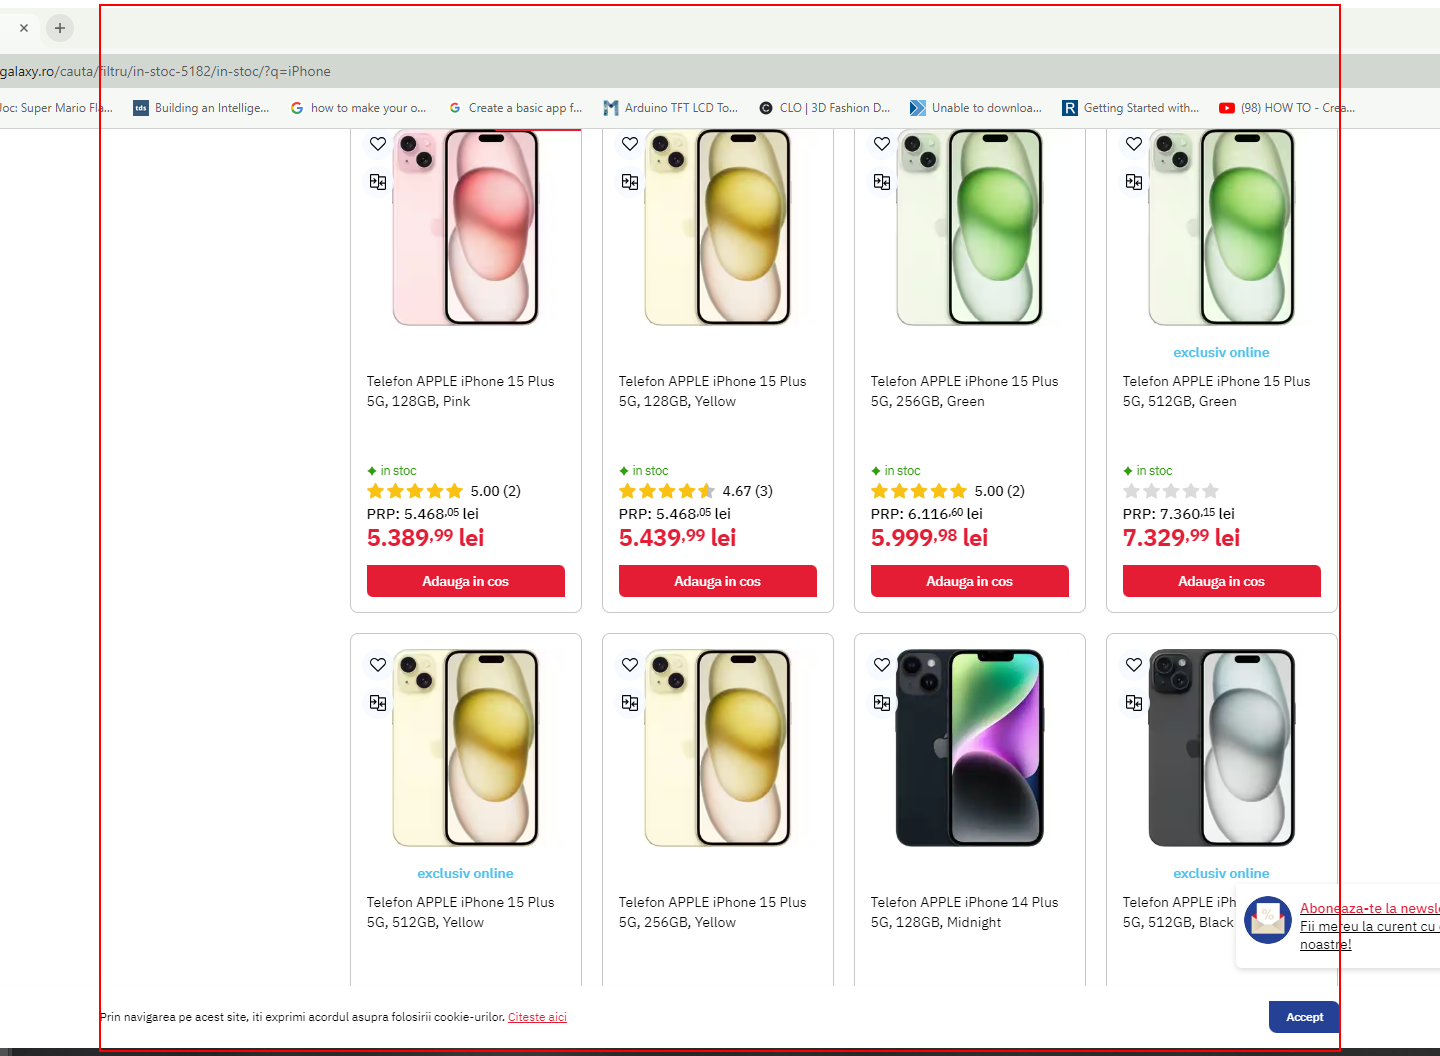 galaxy.ro/cauta/filtru/in-stoc-5182/in-stoc/?q=iPhone
Joc: Super Mario Fla... tds Building an Intellige... how to make your o... Create a basic app f... Arduino TFT LCD To... CLO | 3D Fashion D... Unable to downloa... R Getting Started with... (98) HOW TO - Crea...
exclusiv online
Telefon APPLE iPhone 15 Plus
5G, 128GB, Pink
in stoc
5.00 (2)
PRP: 5.468,05 lei
5.389,99 lei
Adauga in cos
Telefon APPLE iPhone 15 Plus
5G, 128GB, Yellow
in stoc
4.67 (3)
PRP: 5.468,05 lei
5.439,99 lei
Adauga in cos
Telefon APPLE iPhone 15 Plus
5G, 256GB, Green
in stoc
5.00 (2)
PRP: 6.116,60 lei
5.999,98 lei
Adauga in cos
Telefon APPLE iPhone 15 Plus
5G, 512GB, Green
in stoc
PRP: 7.360,15 lei
7.329,99 lei
Adauga in cos
exclusiv online
Telefon APPLE iPhone 15 Plus
5G, 512GB, Yellow
Telefon APPLE iPhone 15 Plus
5G, 256GB, Yellow
Telefon APPLE iPhone 14 Plus
5G, 128GB, Midnight
exclusiv online
Telefon APPLE iPh
5G, 512GB, Black
%
Aboneaza-te la newsl
Fii mereu la curent cu
noastre!
Prin navigarea pe acest site, iti exprimi acordul asupra folosirii cookie-urilor. Citeste aici
Accept